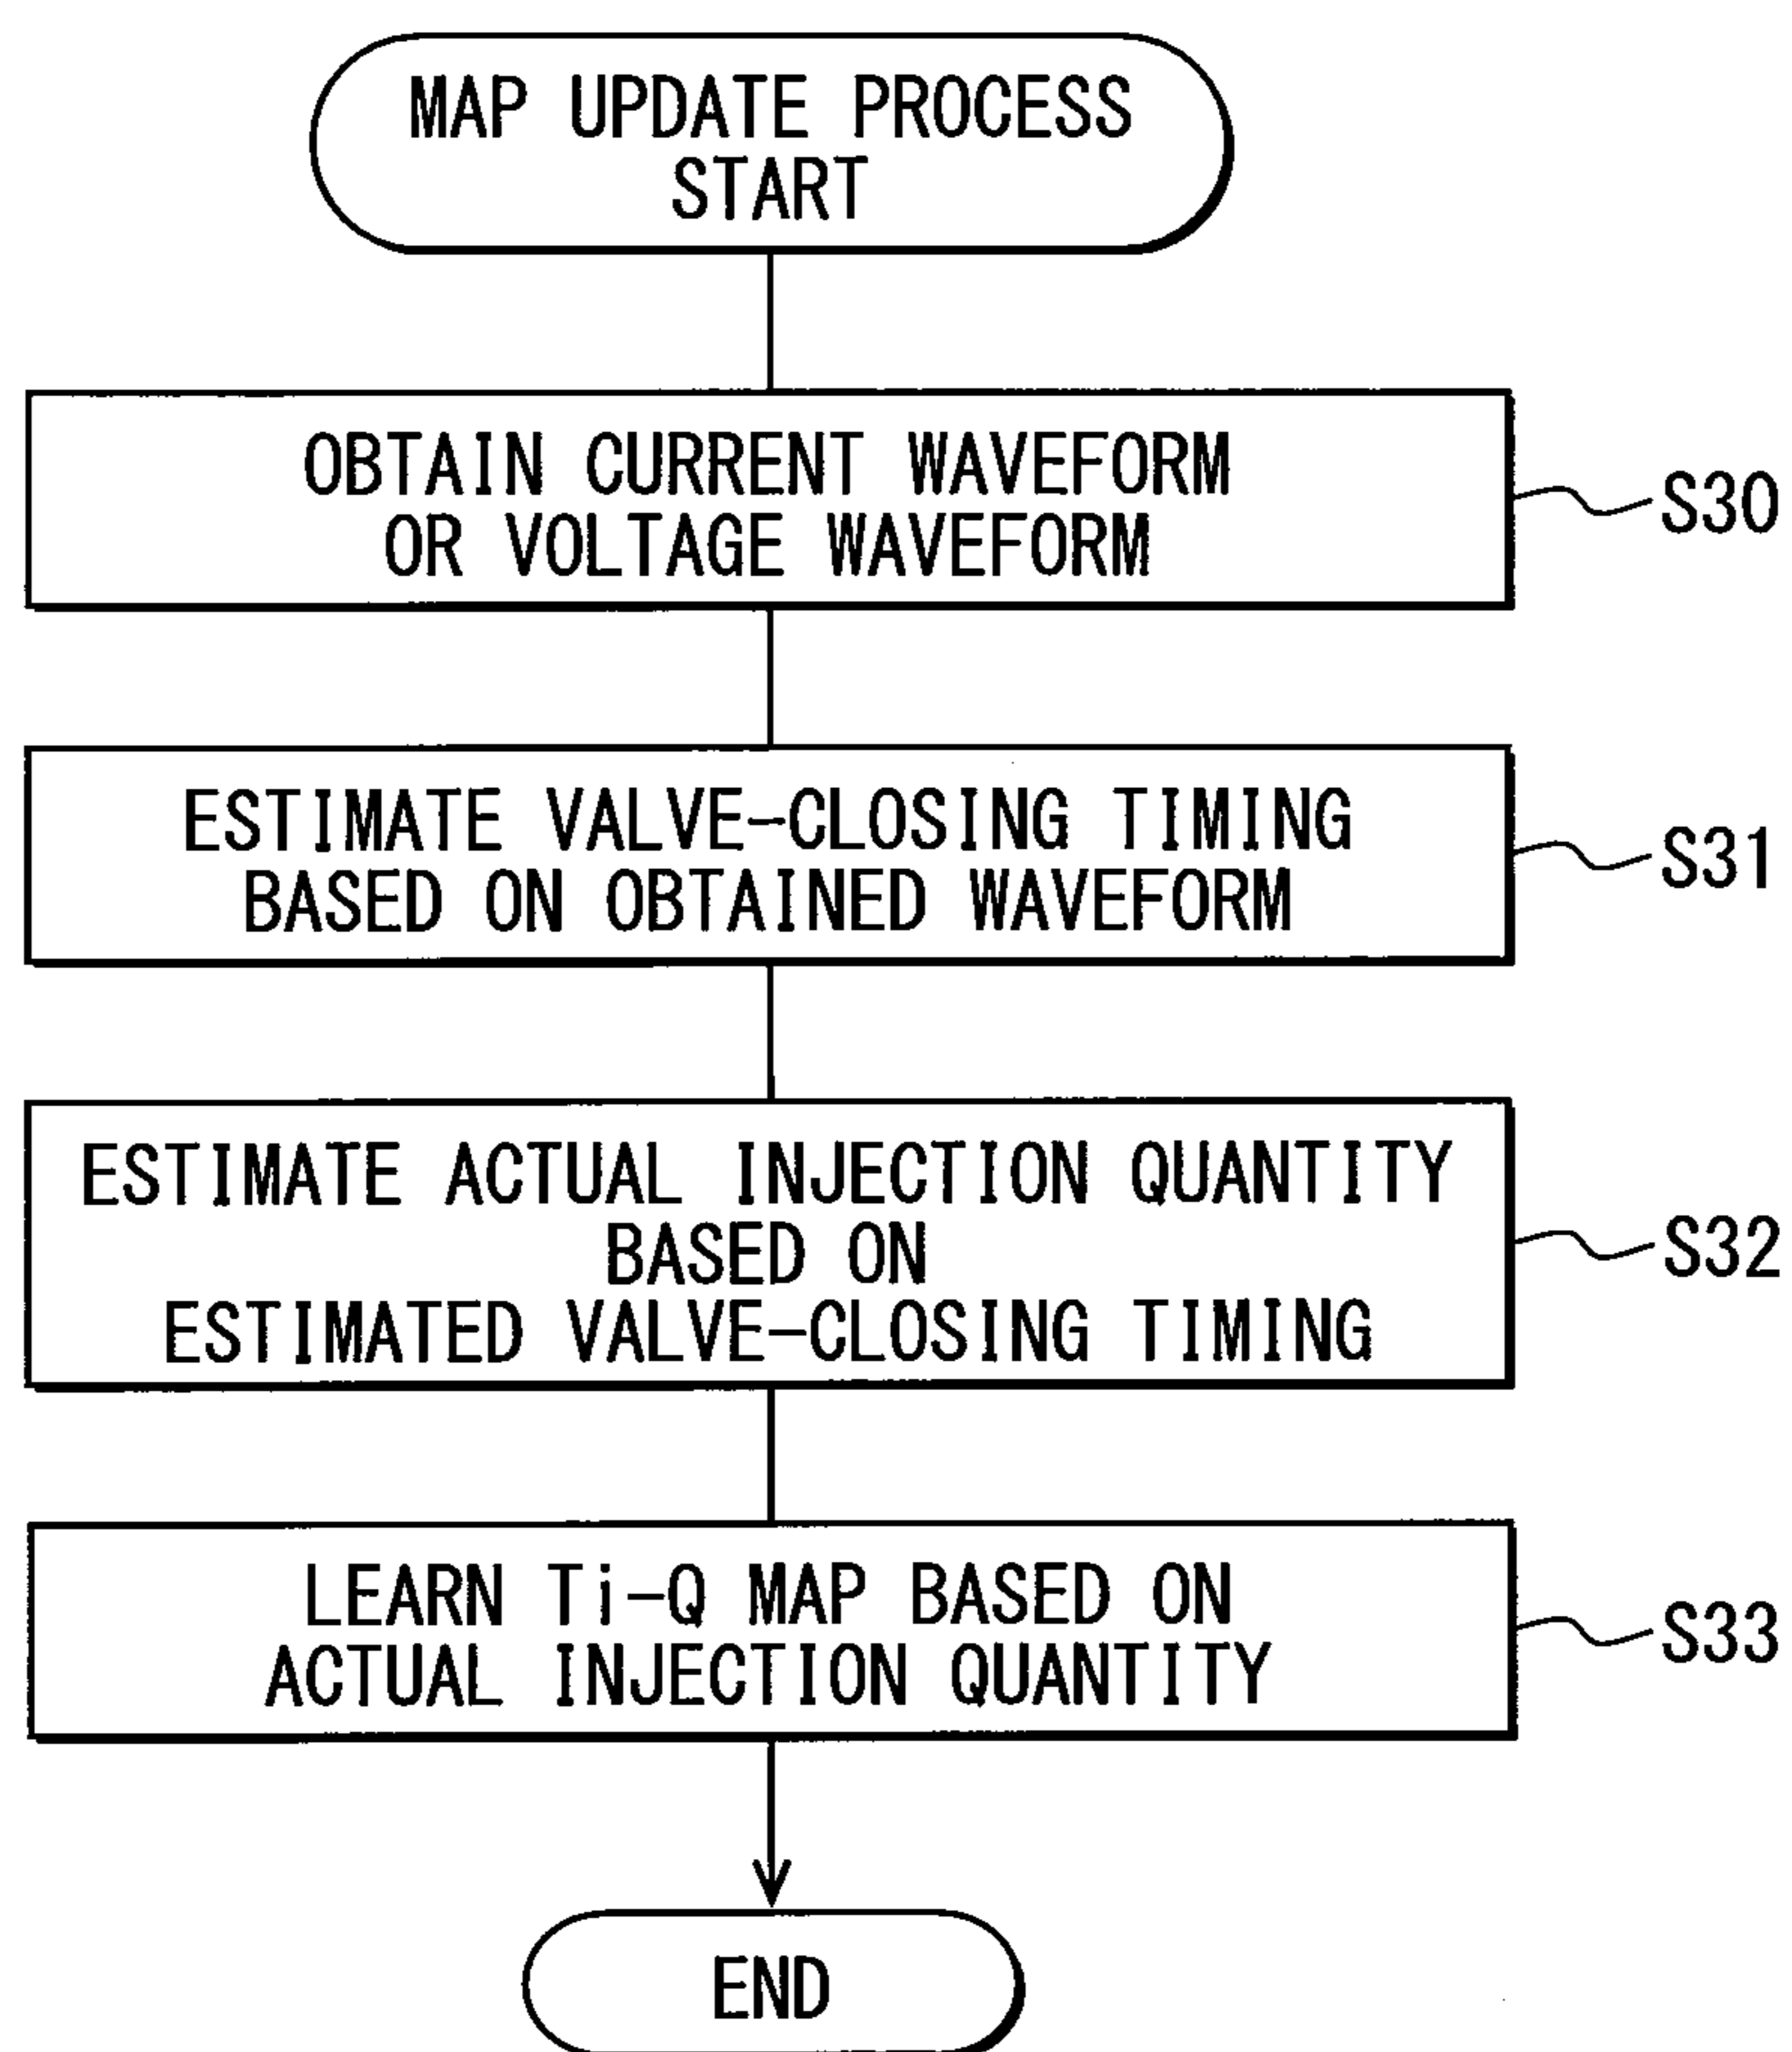 MAP UPDATE PROCESS
START
OBTAIN CURRENT WAVEFORM
OR VOLTAGE WAVEFORM
S30
ESTIMATE VALVE-CLOSING TIMING
BASED ON OBTAINED WAVEFORM
S31
ESTIMATE ACTUAL INJECTION QUANTITY
BASED ON
ESTIMATED VALVE-CLOSING TIMING
S32
LEARN Ti-Q MAP BASED ON
ACTUAL INJECTION QUANTITY
S33
END